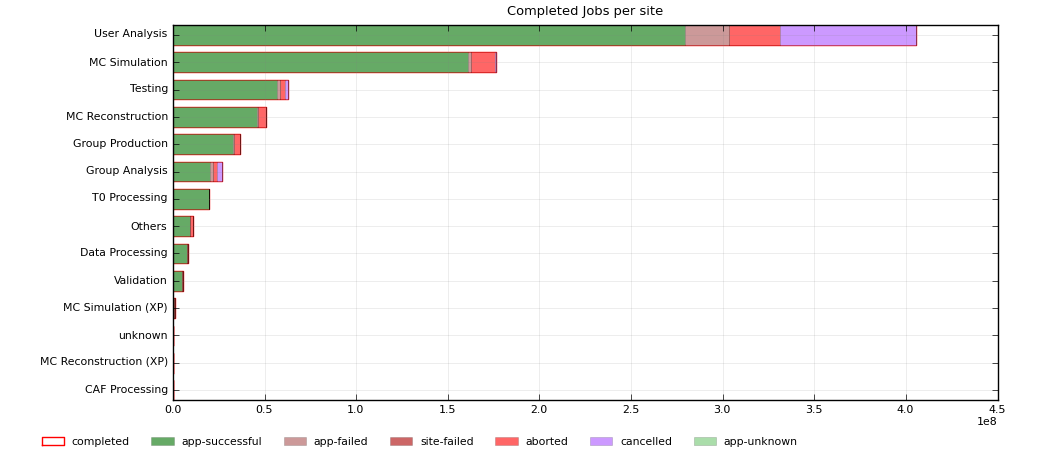 Completed Jobs per site
User Analysis
MC Simulation
Testing
MC Reconstruction
Group Production
Group Analysis
T0 Processing
Others
Data Processing
Validation
MC Simulation (XP)
unknown
MC Reconstruction (XP)
CAF Processing
0.0 0.5 1.0 1.5 2.0 2.5 3.0 3.5 4.0 4.5
1e8
completed app-successful app-failed site-failed aborted cancelled app-unknown